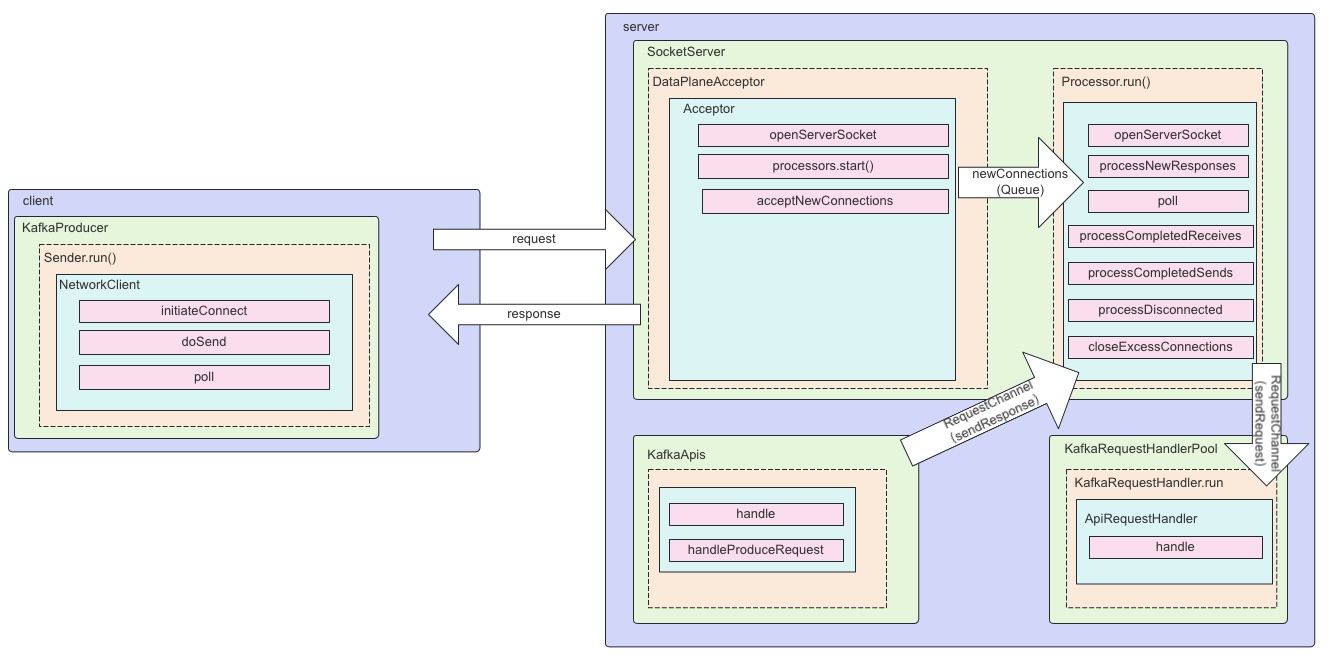 client
KafkaProducer
Sender.run()
NetworkClient
initiateConnect
doSend
poll
request
response
server
SocketServer
DataPlaneAcceptor
Acceptor
openServerSocket
processors.start()
acceptNewConnections
newConnections
(Queue)
Processor.run()
openServerSocket
processNewResponses
poll
processCompletedReceives
processCompletedSends
processDisconnected
closeExcessConnections
RequestChannel
(sendResponse)
RequestChannel
(sendRequest)
KafkaApis
handle
handleProduceRequest
KafkaRequestHandlerPool
KafkaRequestHandler.run
ApiRequestHandler
handle